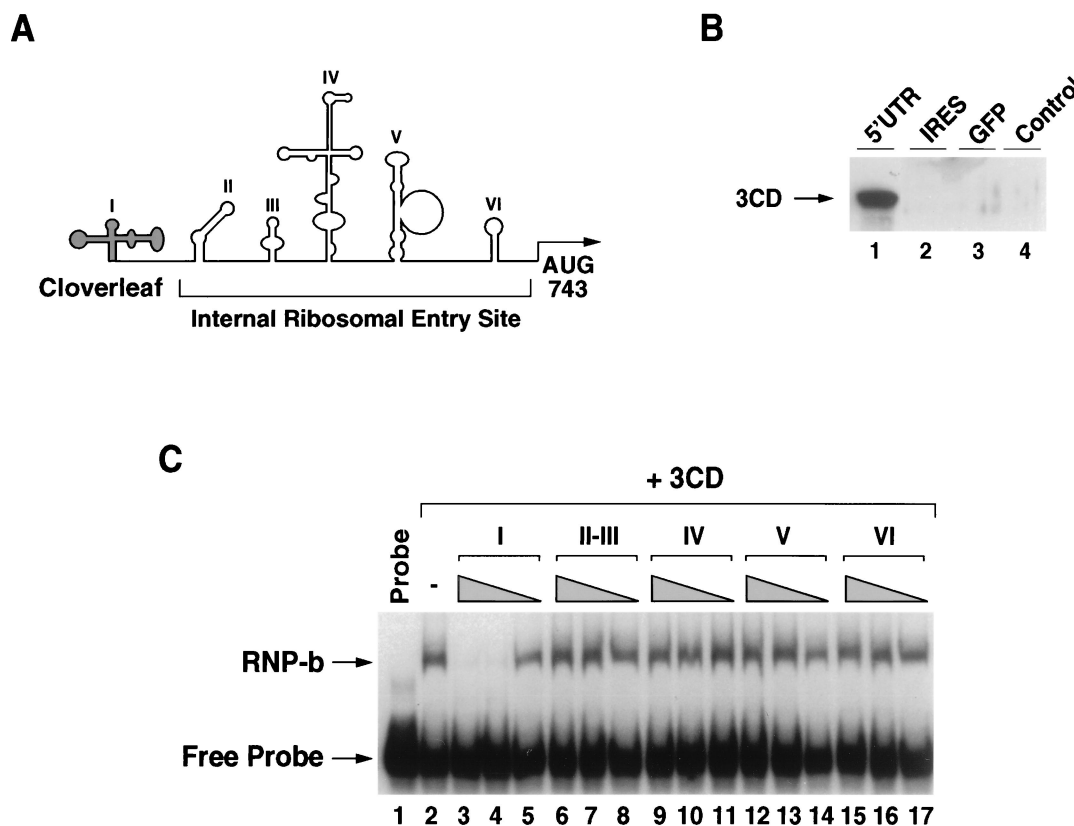 A
B
IV
V
II
I
III
VI
AUG
743
Cloverleaf
Internal Ribosomal Entry Site
5'UTR IRES GFP Control
3CD
1 2 3 4
C
+ 3CD
Probe - I II-III IV V VI
RNP-b
Free Probe
1 2 3 4 5 6 7 8 9 10 11 12 13 14 15 16 17